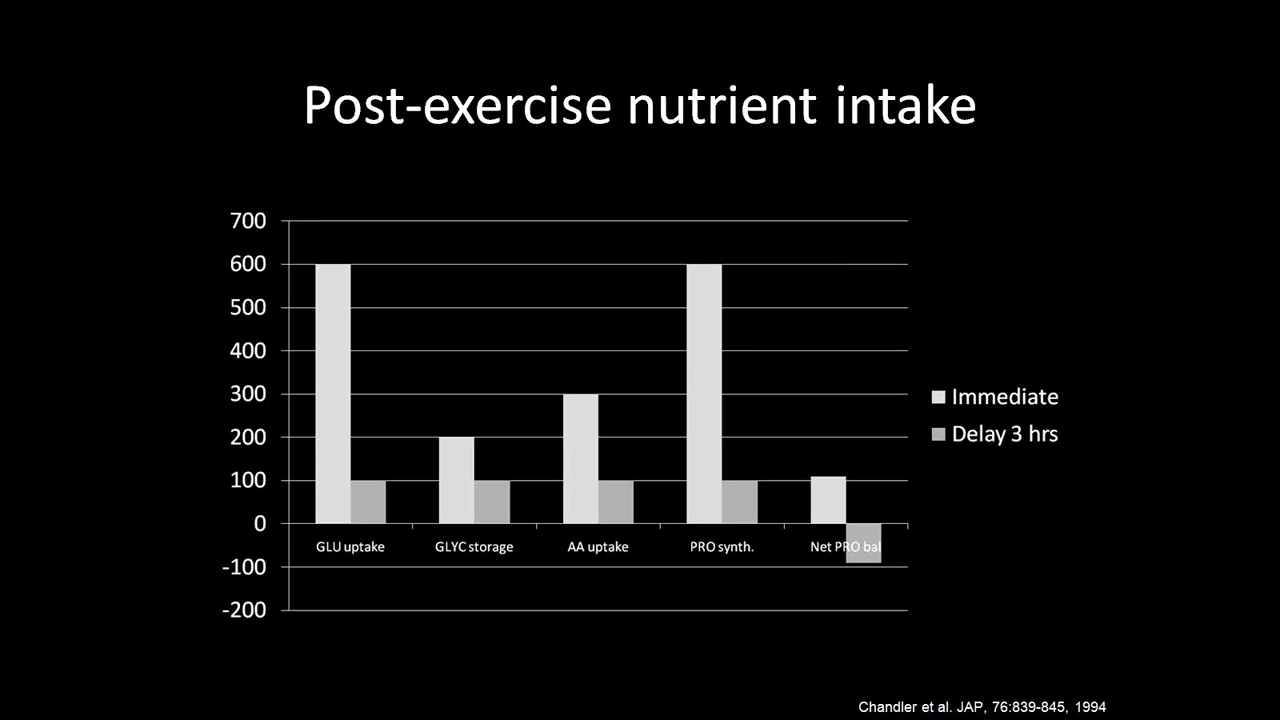 Post-exercise nutrient intake
700
600
500
400
300
200
100
0
-100
-200
GLU uptake
GLYC storage
AA uptake
PRO synth.
Net PRO bal
Immediate
Delay 3 hrs
Chandler et al. JAP, 76:839-845, 1994